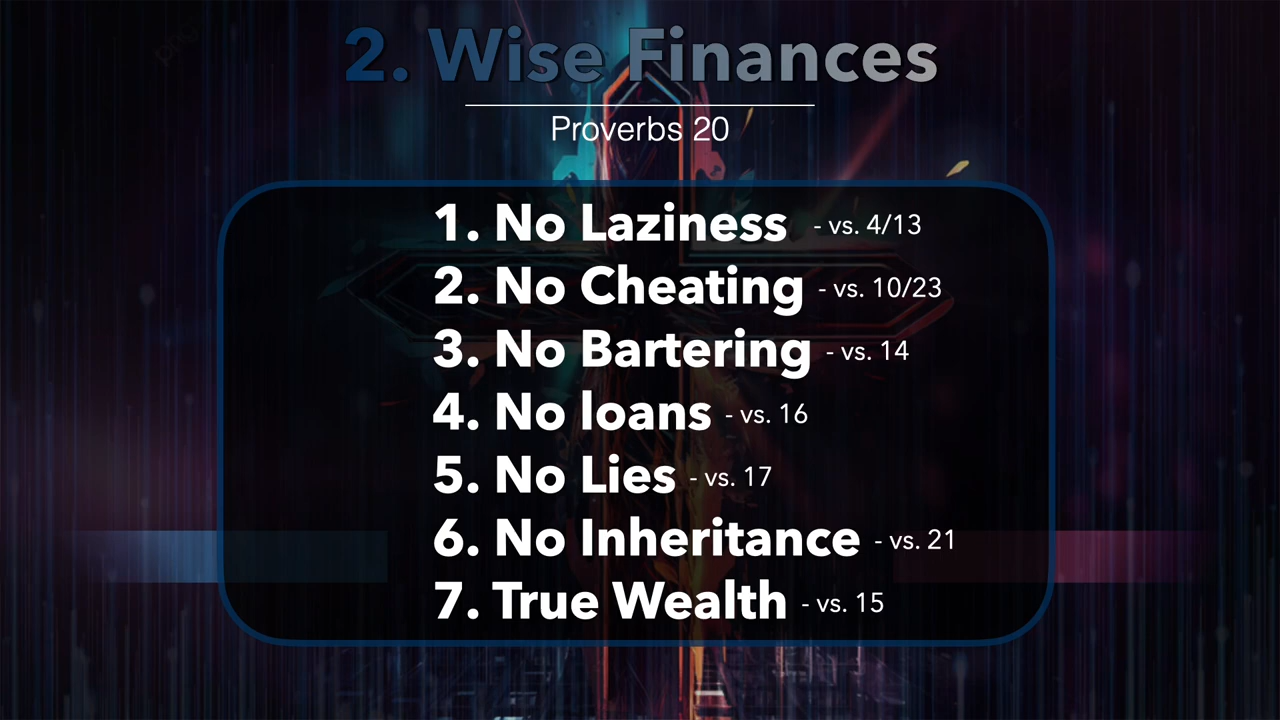 2. Wise Finances
Proverbs 20
1. No Laziness - vs. 4/13
2. No Cheating - vs. 10/23
3. No Bartering - vs. 14
4. No loans - vs. 16
5. No Lies - vs. 17
6. No Inheritance - vs. 21
7. True Wealth - vs. 15